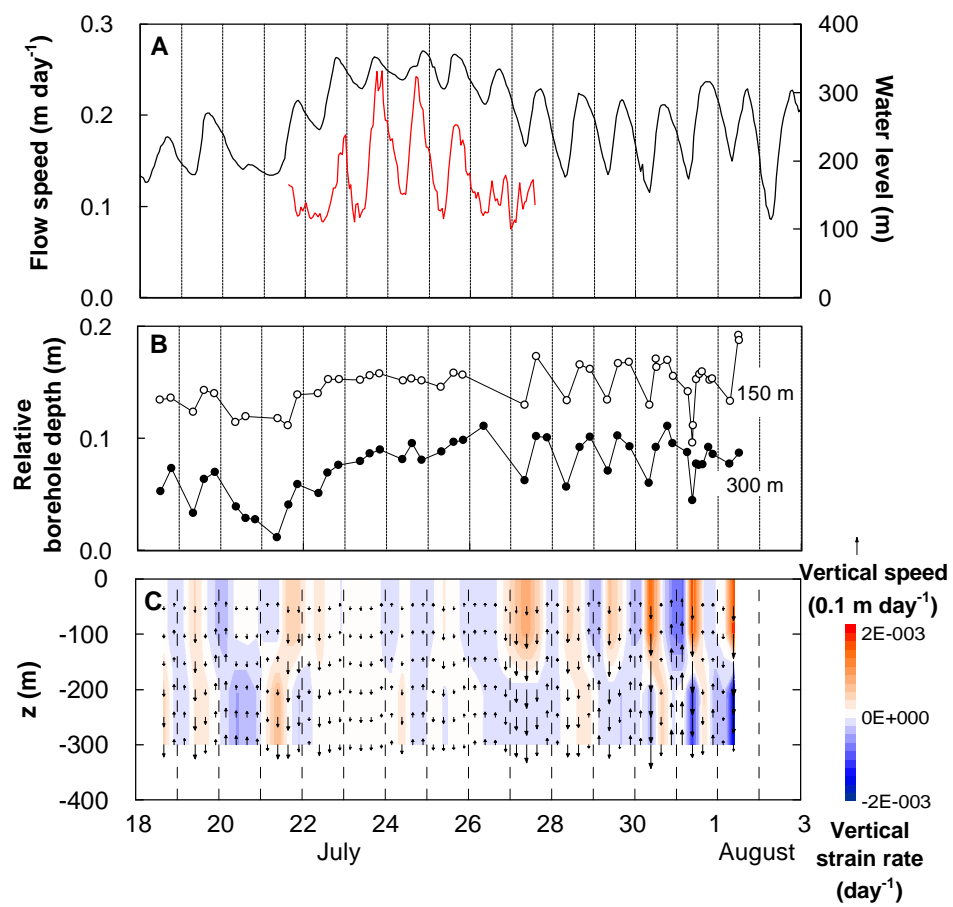 A
0.3
0.2
0.1
0.0
Flow speed (m day-1)
400
300
200
100
0
Water level (m)
B
0.2
0.1
0.0
Relative
borehole depth (m)
150 m
300 m
C
0
-100
-200
-300
-400
z (m)
18
20
22
24
26
28
30
1
3
July
August
Vertical speed
(0.1 m day-1)
2E-003
0E+000
-2E-003
Vertical
strain rate
(day-1)